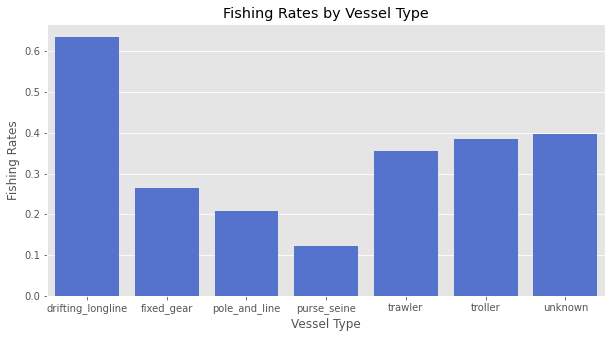 Fishing Rates by Vessel Type
Fishing Rates
0.6
0.5
0.4
0.3
0.2
0.1
0.0
drifting_longline fixed_gear pole_and_line purse_seine trawler troller unknown
Vessel Type